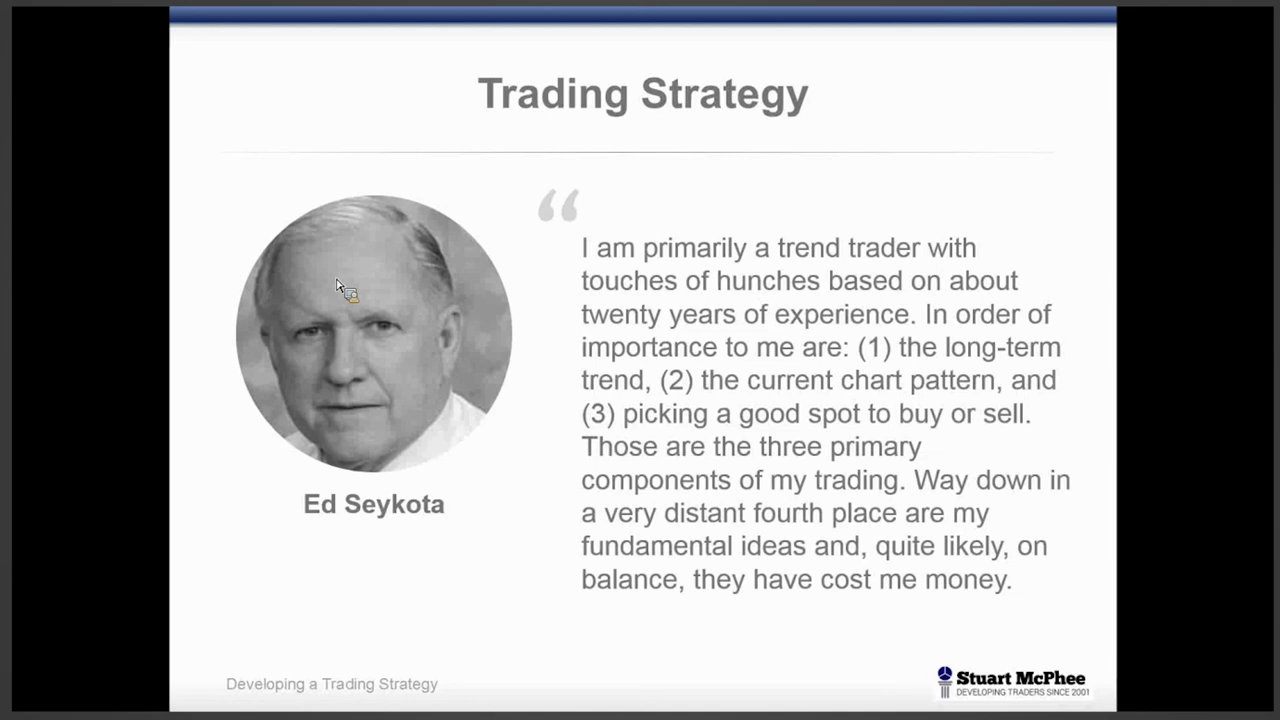 Trading Strategy
“
I am primarily a trend trader with
touches of hunches based on about
twenty years of experience. In order of
importance to me are: (1) the long-term
trend, (2) the current chart pattern, and
(3) picking a good spot to buy or sell.
Those are the three primary
components of my trading. Way down in
a very distant fourth place are my
fundamental ideas and, quite likely, on
balance, they have cost me money.
Ed Seykota
Developing a Trading Strategy
Stuart McPhee
DEVELOPING TRADERS SINCE 2001